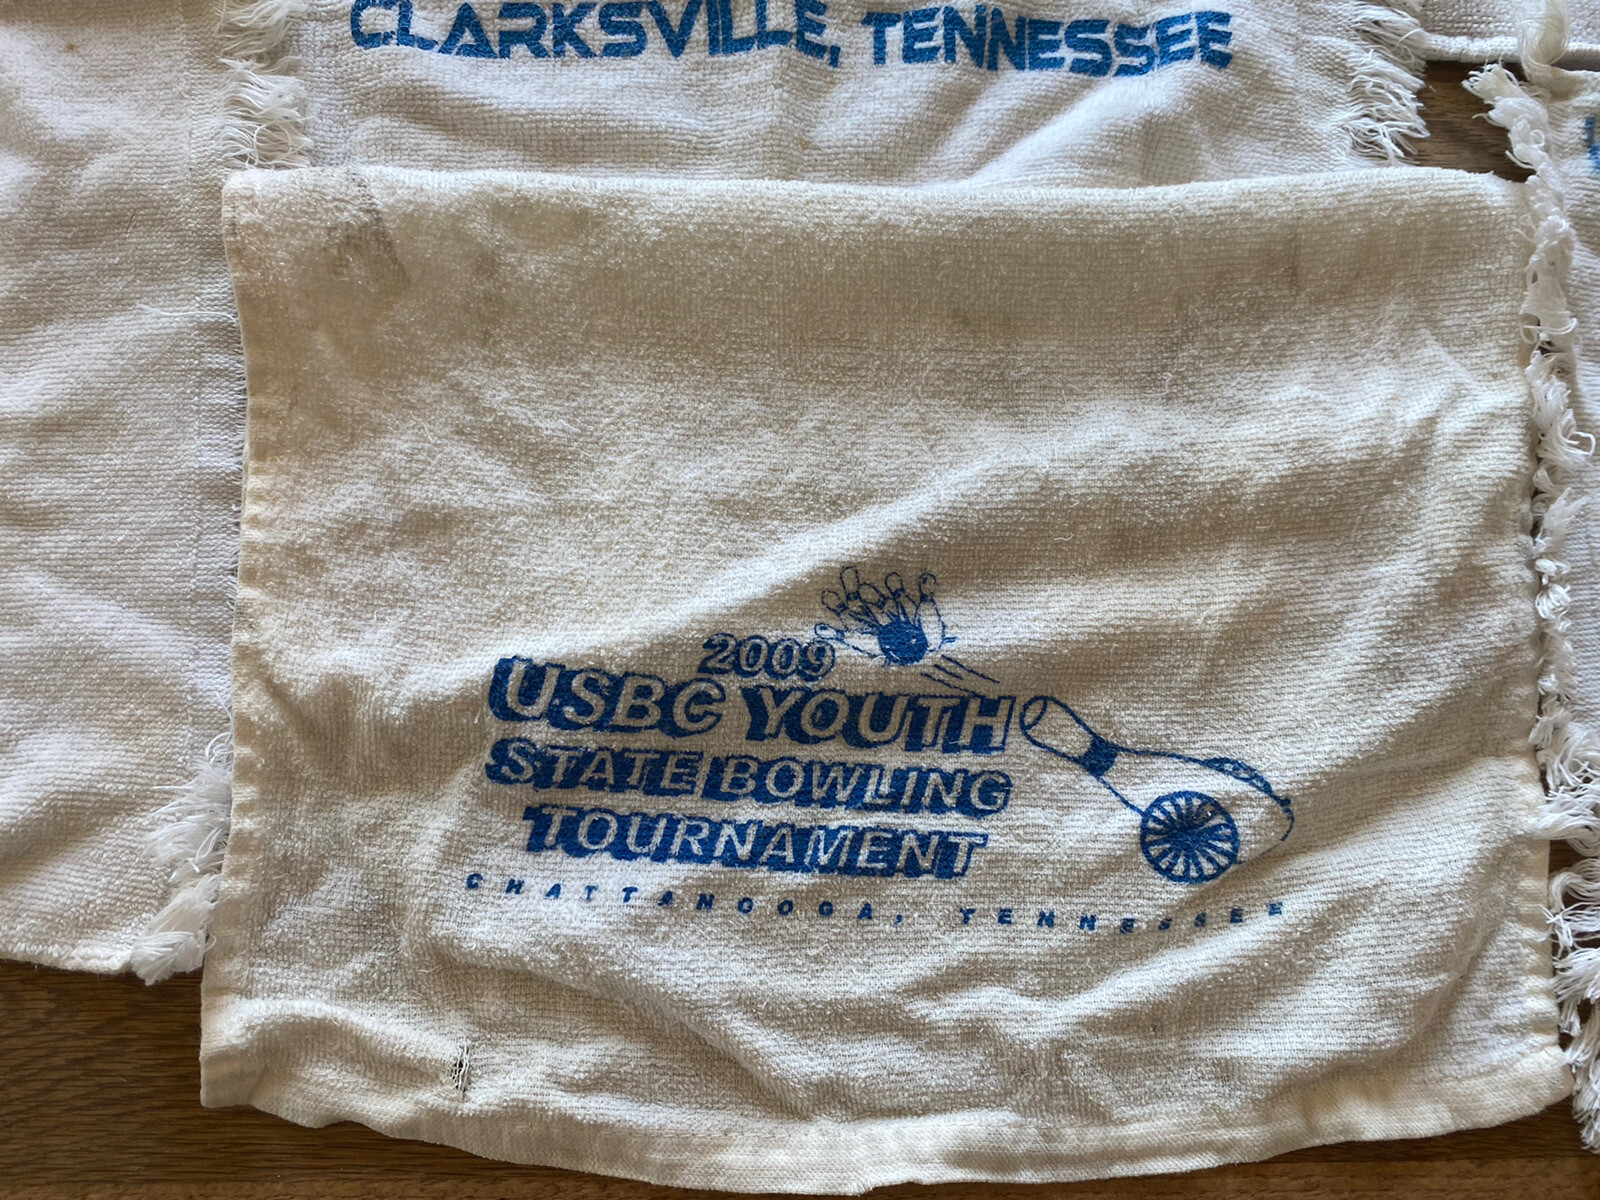 CLARKSVILLE, TENNESSEE
2009
USBC YOUTH
STATE BOWLING
TOURNAMENT
CHATTANOOGA, TENNESSEE